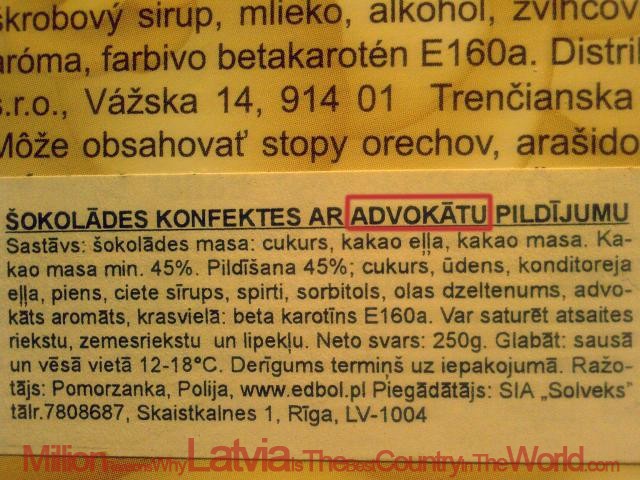 škrobový sirup, mlieko, alkohol,
aróma, farbivo betakarotén E160a. Distril
s.r.o., Vážska 14, 914 01 Trenčianska
Môže obsahovať stopy orechov, arašido
ŠOKOLĀDES KONFEKTES AR ADVOKĀTU PILDĪJUMU
Sastāvs: šokolādes masa: cukurs, kakao eļļa, kakao masa. Ka-
kao masa min. 45%. Pildīšana 45%; cukurs, ūdens, konditoreja
eļļa, piens, ciete sīrups, spirti, sorbitols, olas dzeltenums, advo-
kāts aromāts, krasvielā: beta karotīns E160a. Var saturēt atsaites
riekstu, zemesriekstu un lipekļu. Neto svars: 250g. Glabāt: sausā
un vēsā vietā 12-18°C. Derīgums termiņš uz iepakojumā. Ražo-
tājs: Pomorzanka, Polija, www.edbol.pl Piegādātājs: SIA „Solveks"
tālr.7808687, Skaistkalnes 1, Rīga, LV-1004
MillionReasonsWhyLatviaIsTheBestCountryInTheWorld.com